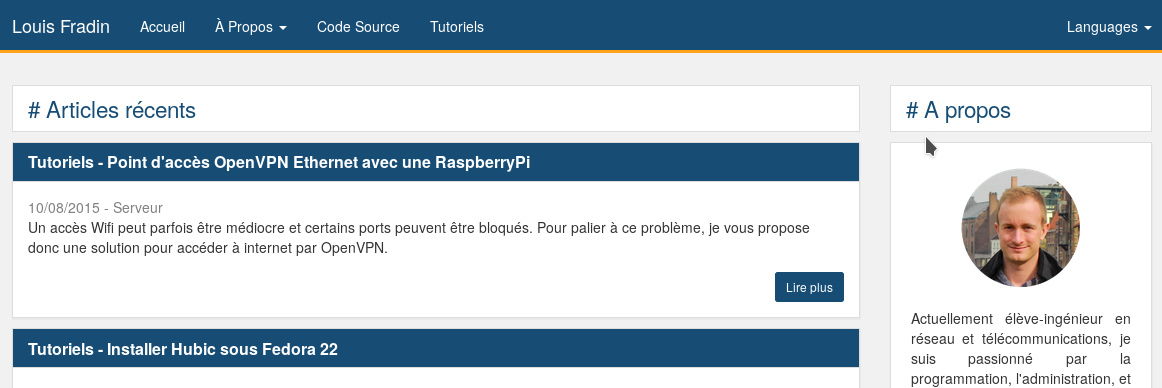 Louis Fradin Accueil À Propos Code Source Tutoriels Languages
# Articles récents
Tutoriels - Point d'accès OpenVPN Ethernet avec une RaspberryPi
10/08/2015 - Serveur
Un accès Wifi peut parfois être médiocre et certains ports peuvent être bloqués. Pour palier à ce problème, je vous propose
donc une solution pour accéder à internet par OpenVPN.
Lire plus
Tutoriels - Installer Hubic sous Fedora 22
# A propos
Actuellement élève-ingénieur en
réseau et télécommunications, je
suis passionné par la
programmation, l'administration, et